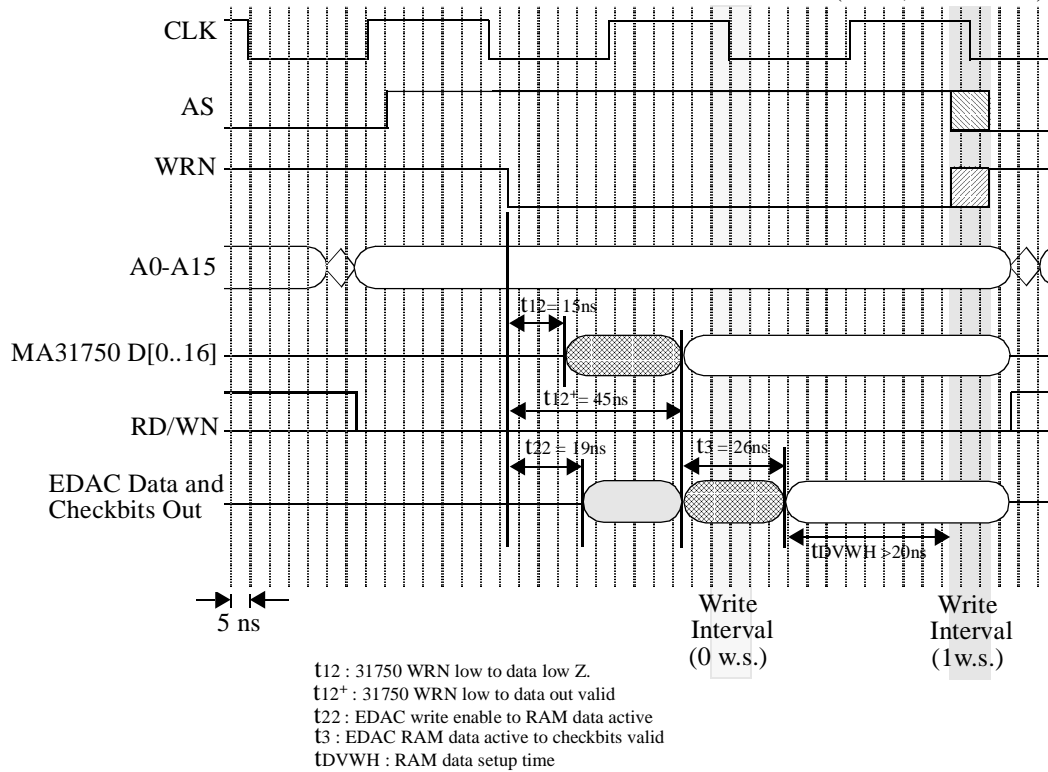 CLK
AS
WRN
A0-A15
t12 = 15ns
MA31750 D[0..16]
t12+ = 45ns
RD/WN
t22 = 19ns
t3 = 26ns
EDAC Data and
Checkbits Out
tDVWH >20ns
5 ns
Write
Interval
(0 w.s.)
Write
Interval
(1w.s.)
t12 : 31750 WRN low to data low Z.
t12+ : 31750 WRN low to data out valid
t22 : EDAC write enable to RAM data active
t3 : EDAC RAM data active to checkbits valid
tDVWH : RAM data setup time